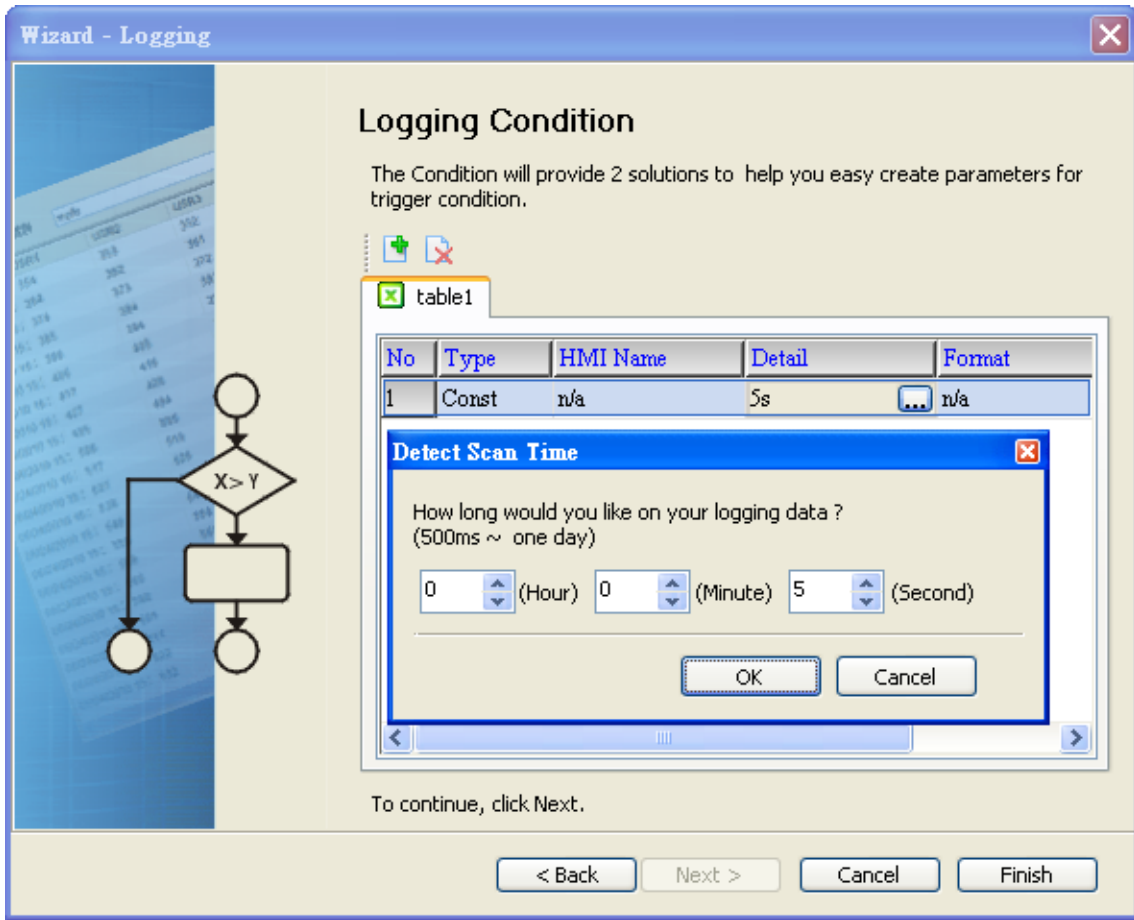 Wizard - Logging
Logging Condition
The Condition will provide 2 solutions to help you easy create parameters for
trigger condition.
table1
No Type HMI Name Detail Format
1 Const n/a 5s ... n/a
Detect Scan Time
How long would you like on your logging data ?
(500ms ~ one day)
0 (Hour) 0 (Minute) 5 (Second)
OK Cancel
X> Y
To continue, click Next.
< Back Next > Cancel Finish